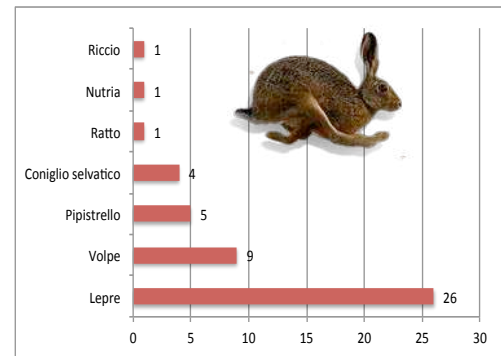 Riccio 1
Nutria 1
Ratto 1
Coniglio selvatico 4
Pipistrello 5
Volpe 9
Lepre 26
0 5 10 15 20 25 30